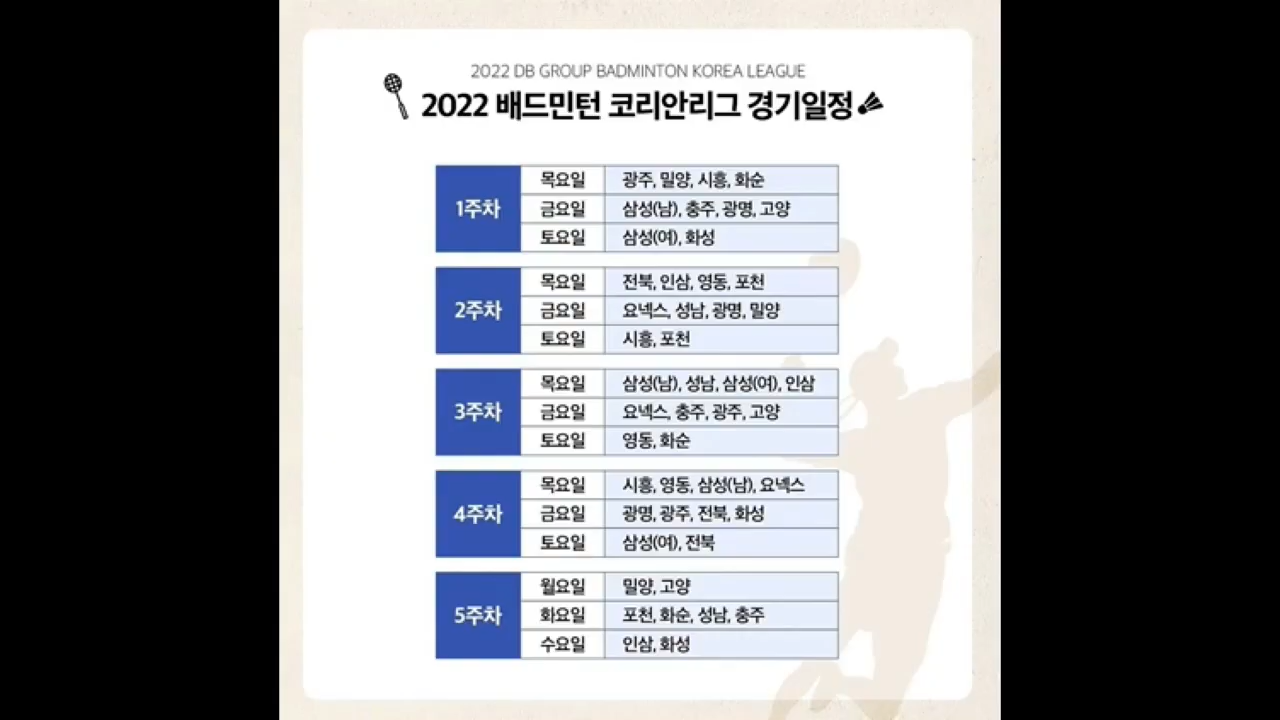 2022 DB GROUP BADMINTON KOREA LEAGUE
2022 배드민턴 코리안리그 경기일정
1주차
목요일 광주, 밀양, 시흥, 화순
금요일 삼성(남), 충주, 광명, 고양
토요일 삼성(여), 화성
2주차
목요일 전북, 인삼, 영동, 포천
금요일 요넥스, 성남, 광명, 밀양
토요일 시흥, 포천
3주차
목요일 삼성(남), 성남, 삼성(여), 인삼
금요일 요넥스, 충주, 광주, 고양
토요일 영동, 화순
4주차
목요일 시흥, 영동, 삼성(남), 요넥스
금요일 광명, 광주, 전북, 화성
토요일 삼성(여), 전북
5주차
월요일 밀양, 고양
화요일 포천, 화순, 성남, 충주
수요일 인삼, 화성